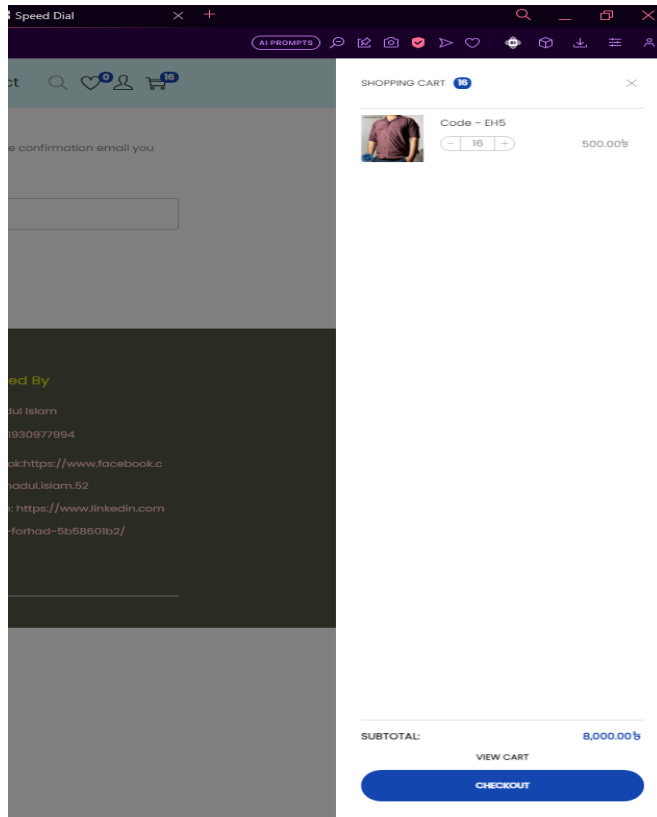 Speed Dial
AI PROMPTS
ct
0
16
e confirmation email you
ed By
dul Islam
1930977994
ok:https://www.facebook.c
hadul.islam.52
n: https://www.linkedin.com
-forhad-5b58601b2/
SHOPPING CART 16
Code - EH5
- 16 +
500.00৳
SUBTOTAL:
8,000.00৳
VIEW CART
CHECKOUT